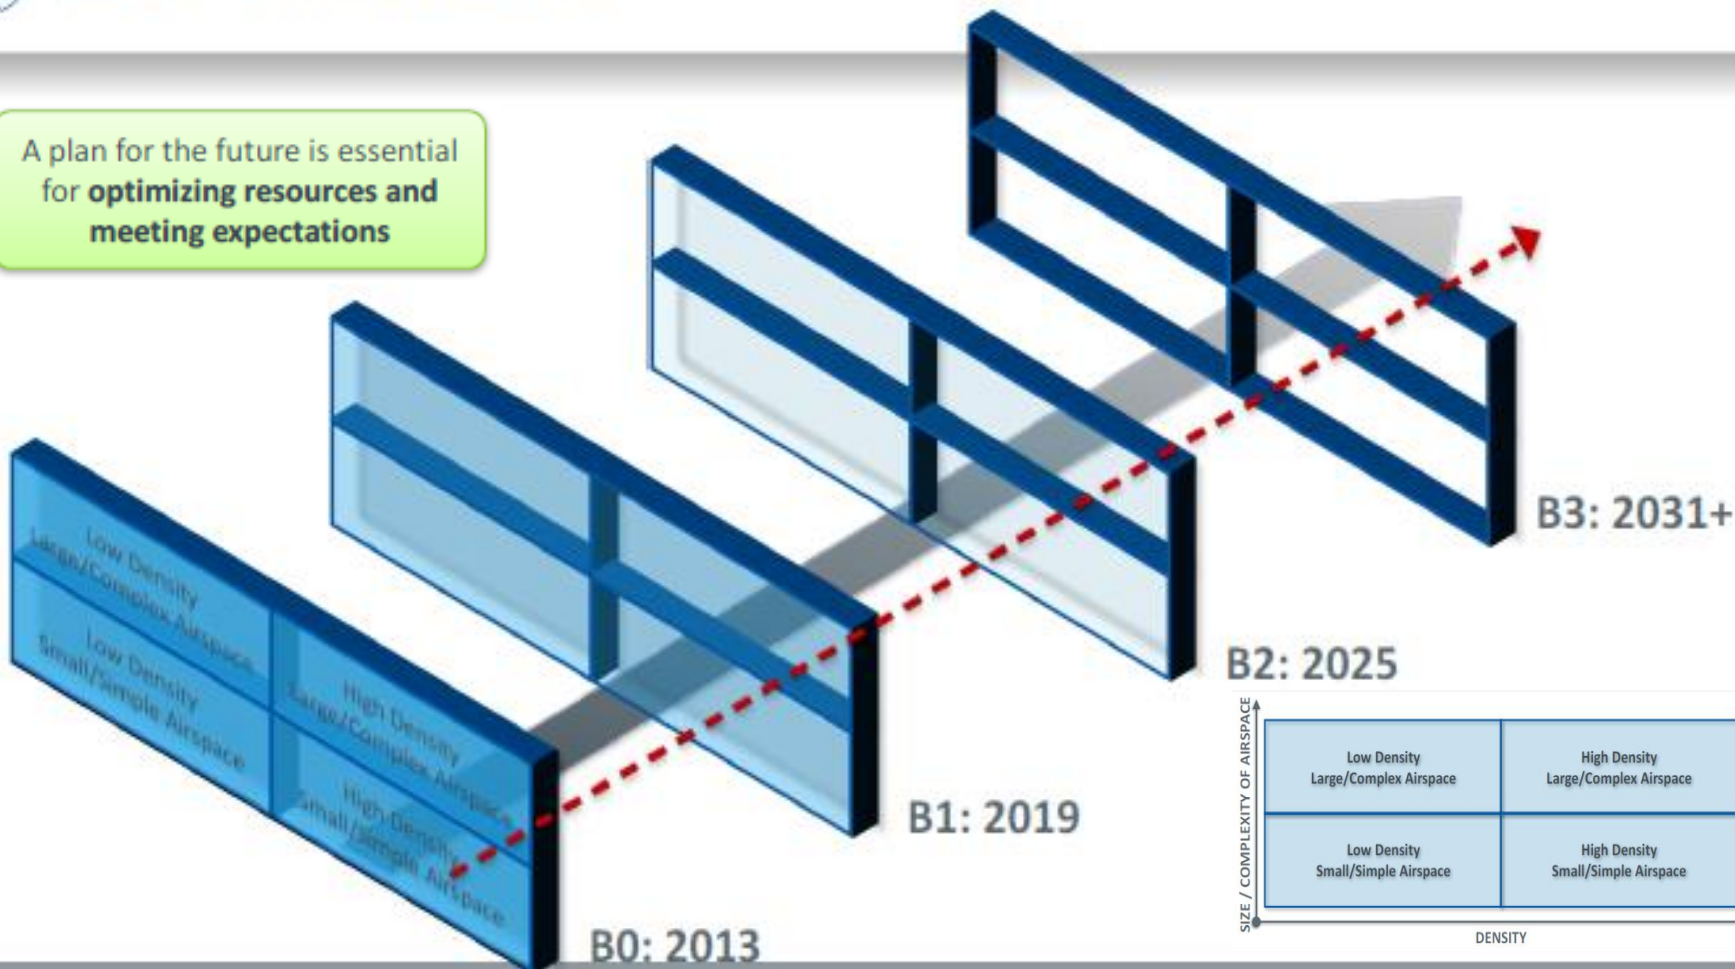 A plan for the future is essential
for optimizing resources and
meeting expectations
B3: 2031+
B2: 2025
B1: 2019
B0: 2013
Low Density
Large/Complex Airspace
Low Density
Small/Simple Airspace
High Density
Large/Complex Airspace
High Density
Small/Simple Airspace
SIZE / COMPLEXITY OF AIRSPACE
Low Density
Large/Complex Airspace
High Density
Large/Complex Airspace
Low Density
Small/Simple Airspace
High Density
Small/Simple Airspace
DENSITY